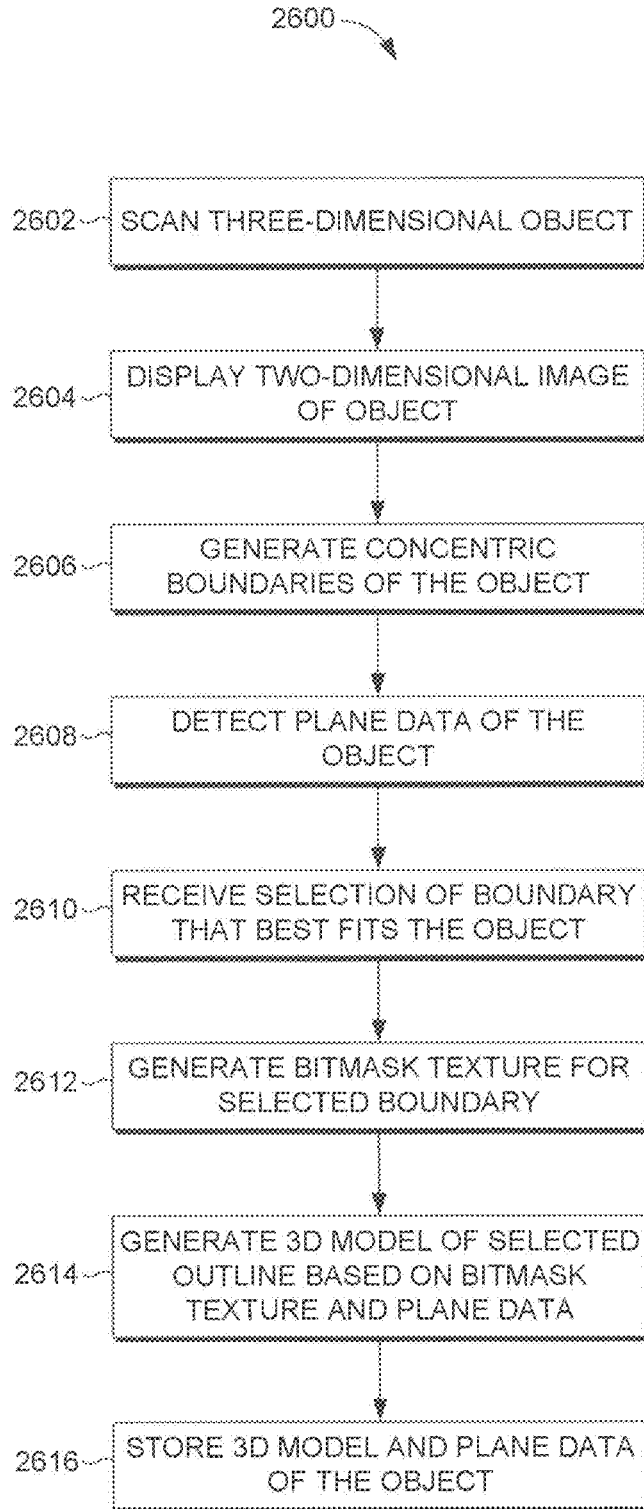 2600
2602
SCAN THREE-DIMENSIONAL OBJECT
2604
DISPLAY TWO-DIMENSIONAL IMAGE
OF OBJECT
2606
GENERATE CONCENTRIC
BOUNDARIES OF THE OBJECT
2608
DETECT PLANE DATA OF THE
OBJECT
2610
RECEIVE SELECTION OF BOUNDARY
THAT BEST FITS THE OBJECT
2612
GENERATE BITMASK TEXTURE FOR
SELECTED BOUNDARY
2614
GENERATE 3D MODEL OF SELECTED
OUTLINE BASED ON BITMASK
TEXTURE AND PLANE DATA
2616
STORE 3D MODEL AND PLANE DATA
OF THE OBJECT